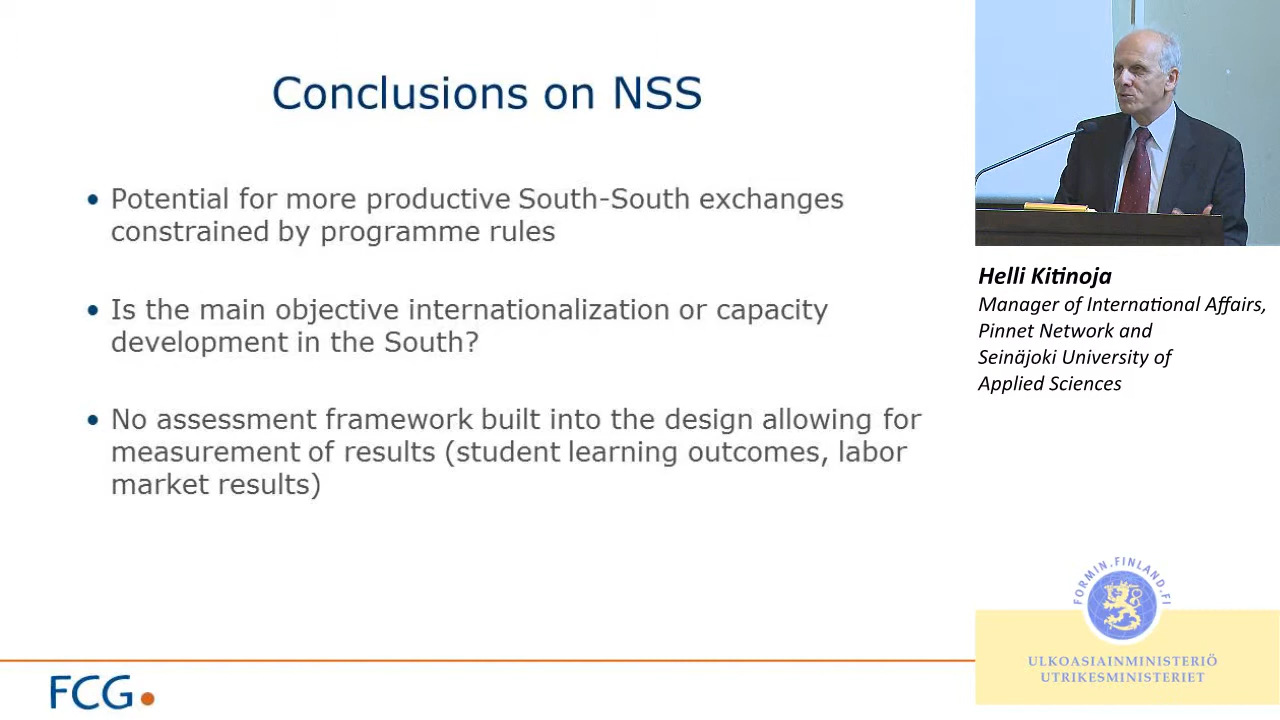 Conclusions on NSS
• Potential for more productive South-South exchanges
constrained by programme rules
• Is the main objective internationalization or capacity
development in the South?
• No assessment framework built into the design allowing for
measurement of results (student learning outcomes, labor
market results)
FCG
Helli Kitinoja
Manager of International Affairs,
Pinnet Network and
Seinäjoki University of
Applied Sciences
FORMIN.FINLAND.FI
ULKOASIAINMINISTERIÖ
UTRIKESMINISTERIET